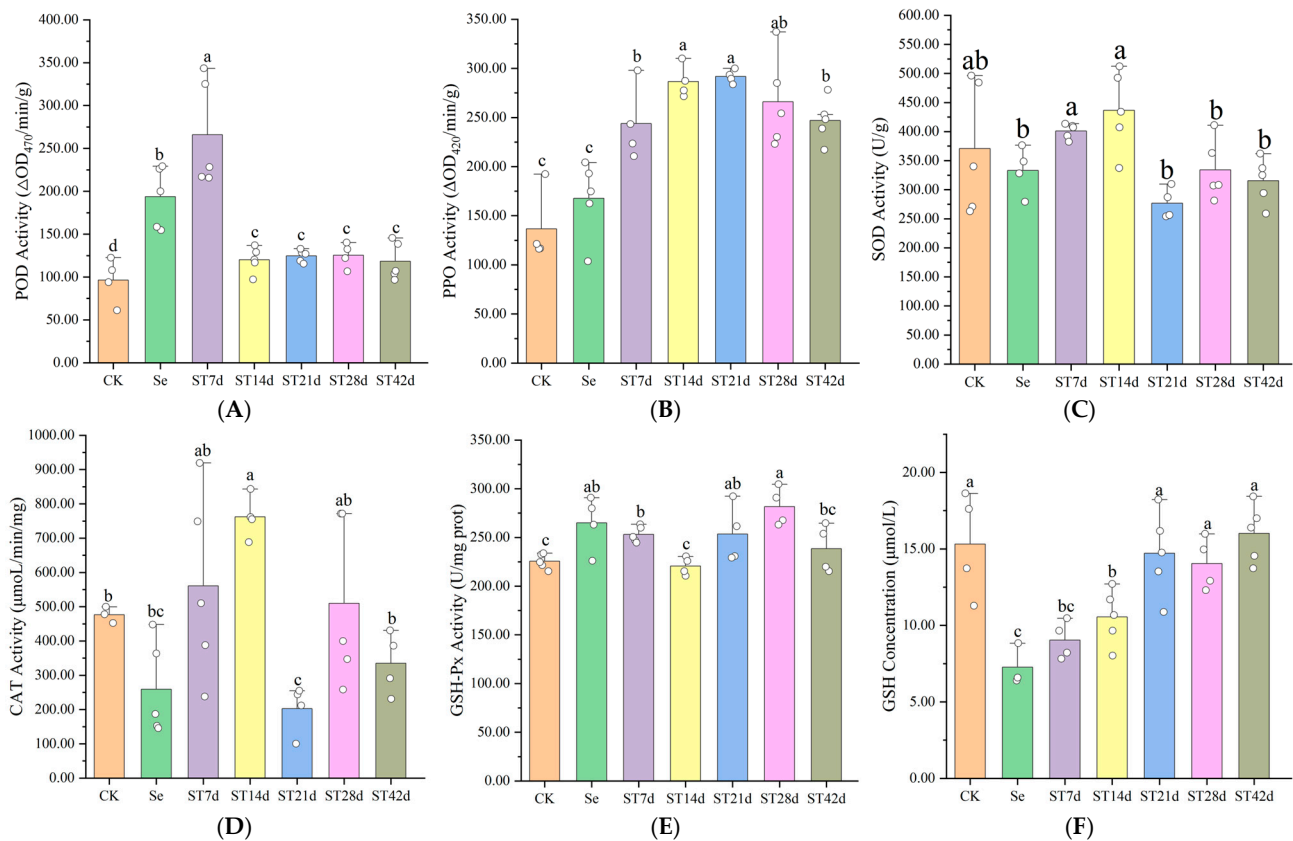 400.00
350.00
300.00
250.00
200.00
150.00
100.00
50.00
0.00
POD Activity (ΔOD470/min/g)
d
b
a
c
c
c
c
CK
Se
ST7d
ST14d
ST21d
ST28d
ST42d
(A)
350.00
300.00
250.00
200.00
150.00
100.00
50.00
0.00
PPO Activity (ΔOD420/min/g)
c
c
b
a
a
ab
b
CK
Se
ST7d
ST14d
ST21d
ST28d
ST42d
(B)
600.00
550.00
500.00
450.00
400.00
350.00
300.00
250.00
200.00
150.00
100.00
50.00
0.00
SOD Activity (U/g)
ab
b
a
a
b
b
b
CK
Se
ST7d
ST14d
ST21d
ST28d
ST42d
(C)
1000.00
900.00
800.00
700.00
600.00
500.00
400.00
300.00
200.00
100.00
0.00
CAT Activity (μmoL/min/mg)
b
bc
ab
a
c
ab
b
CK
Se
ST7d
ST14d
ST21d
ST28d
ST42d
(D)
350.00
300.00
250.00
200.00
150.00
100.00
50.00
0.00
GSH-Px Activity (U/mg prot)
c
ab
b
c
ab
a
bc
CK
Se
ST7d
ST14d
ST21d
ST28d
ST42d
(E)
20.00
15.00
10.00
5.00
0.00
GSH Concentration (μmol/L)
a
c
bc
b
a
a
a
CK
Se
ST7d
ST14d
ST21d
ST28d
ST42d
(F)